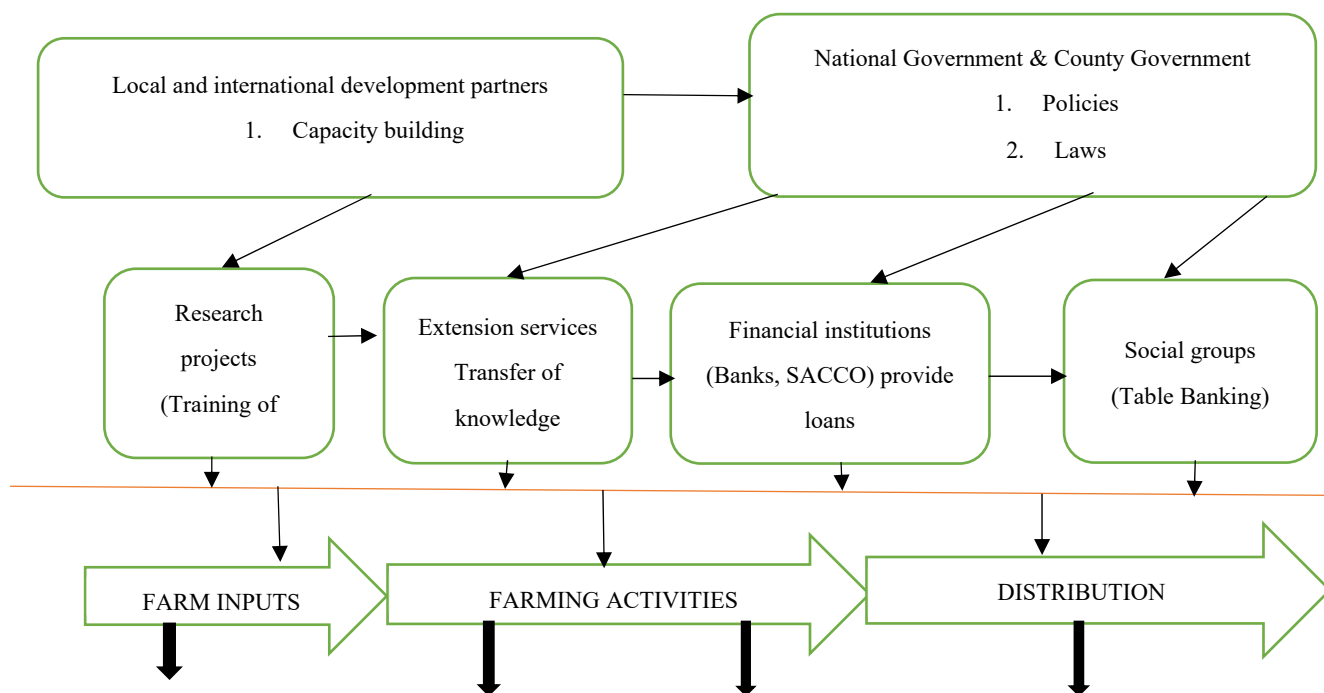 Local and international development partners
1. Capacity building
National Government & County Government
1. Policies
2. Laws
Research
projects
(Training of
Extension services
Transfer of
knowledge
Financial institutions
(Banks, SACCO) provide
loans
Social groups
(Table Banking)
FARM INPUTS
FARMING ACTIVITIES
DISTRIBUTION